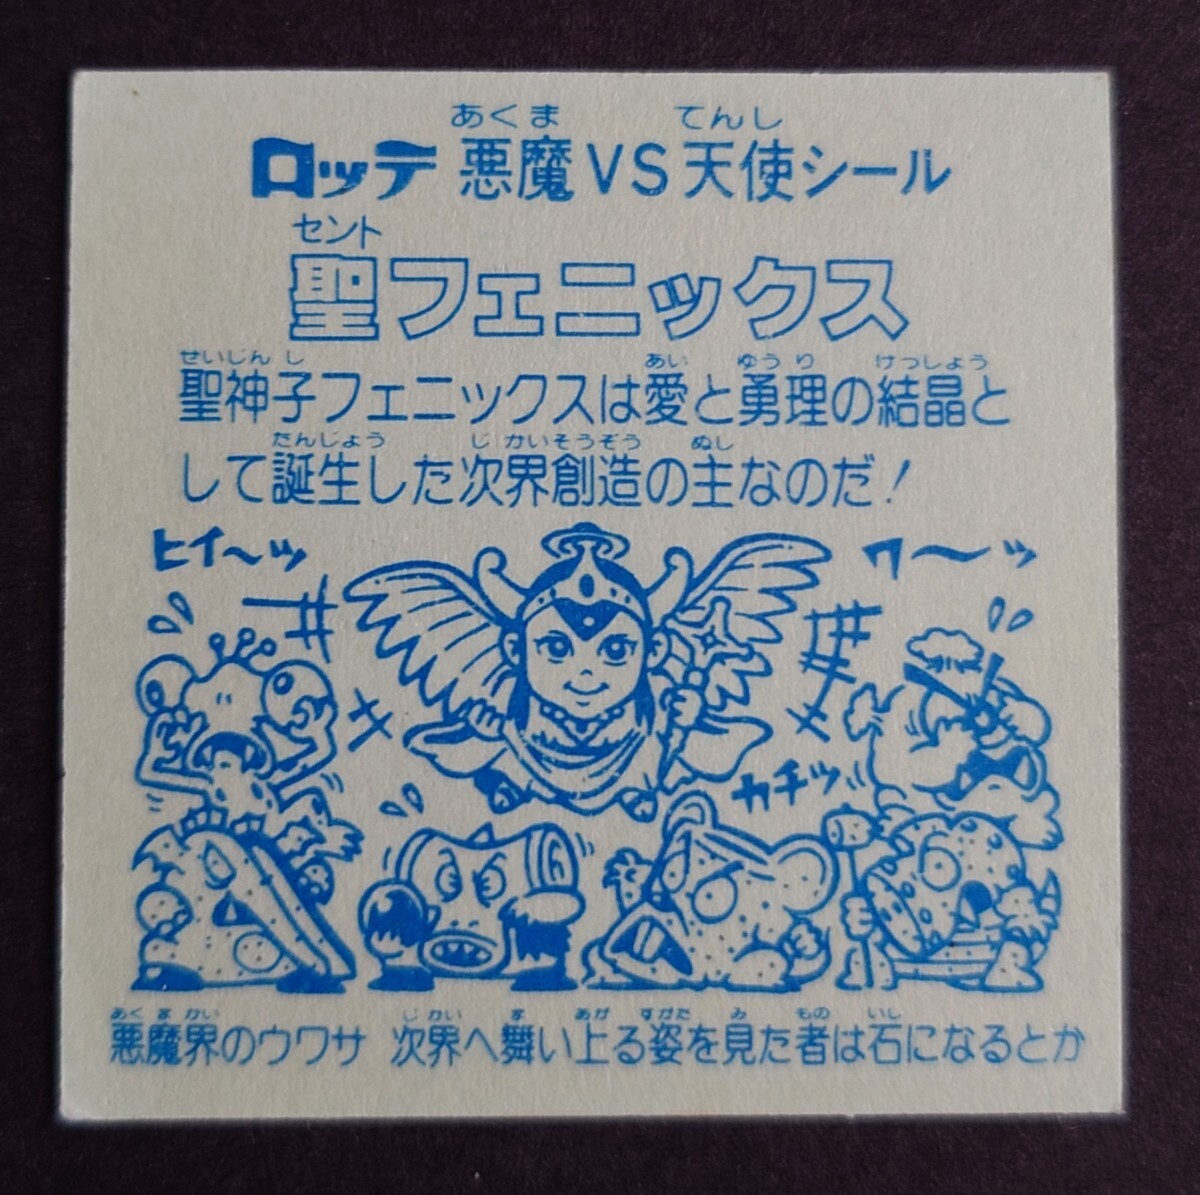 あくま てんし
ロッテ 悪魔VS天使シール
セント
聖フェニックス
せいじんし あい ゆうり けっしょう
聖神子フェニックスは愛と勇理の結晶と
たんじょう じかいそうぞう ぬし
して誕生した次界創造の主なのだ!
ヒイ〜ッ
ワ〜ッ
カチッ
あくまかい じかい ま あが すがた み もの いし
悪魔界のウワサ 次界へ舞い上る姿を見た者は石になるとか